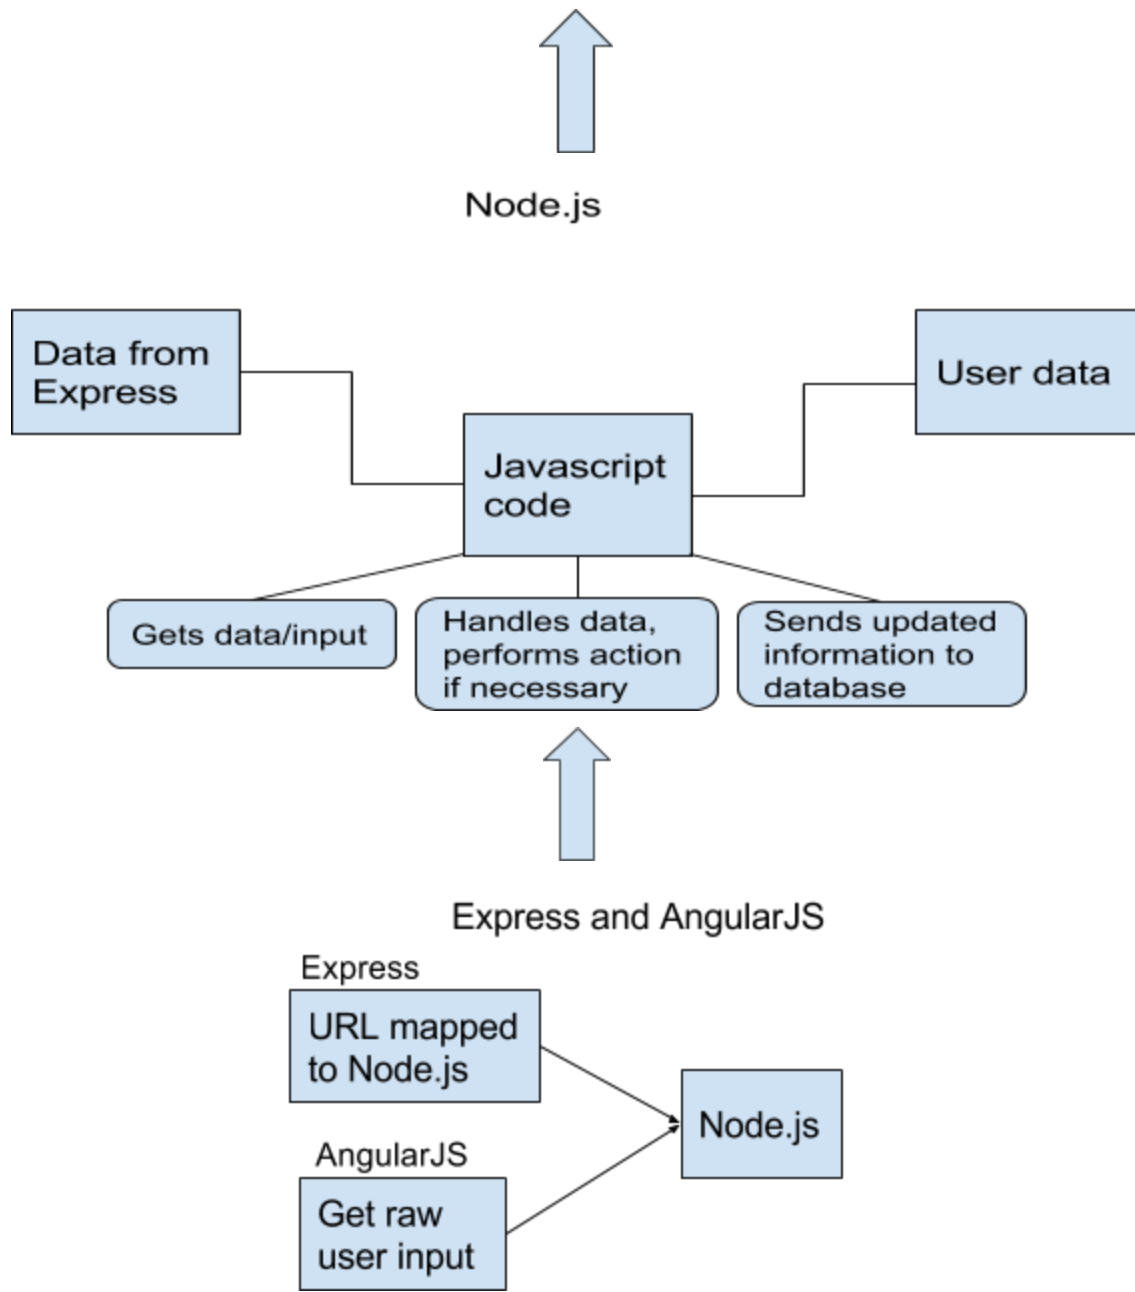 Node.js
Data from
Express
User data
Javascript
code
Gets data/input
Handles data,
performs action
if necessary
Sends updated
information to
database
Express and AngularJS
Express
URL mapped
to Node.js
Node.js
AngularJS
Get raw
user input